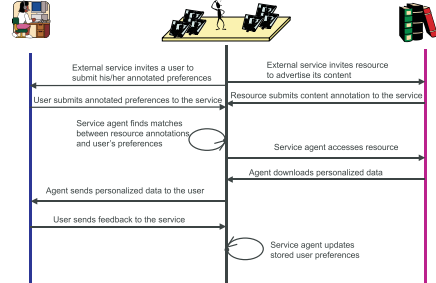 External service invites a user to
submit his/her annotated preferences
External service invites resource
to advertise its content
User submits annotated preferences to the service
Resource submits content annotation to the service
Service agent finds matches
between resource annotations
and user's preferences
Service agent accesses resource
Agent downloads personalized data
Agent sends personalized data to the user
User sends feedback to the service
Service agent updates
stored user preferences